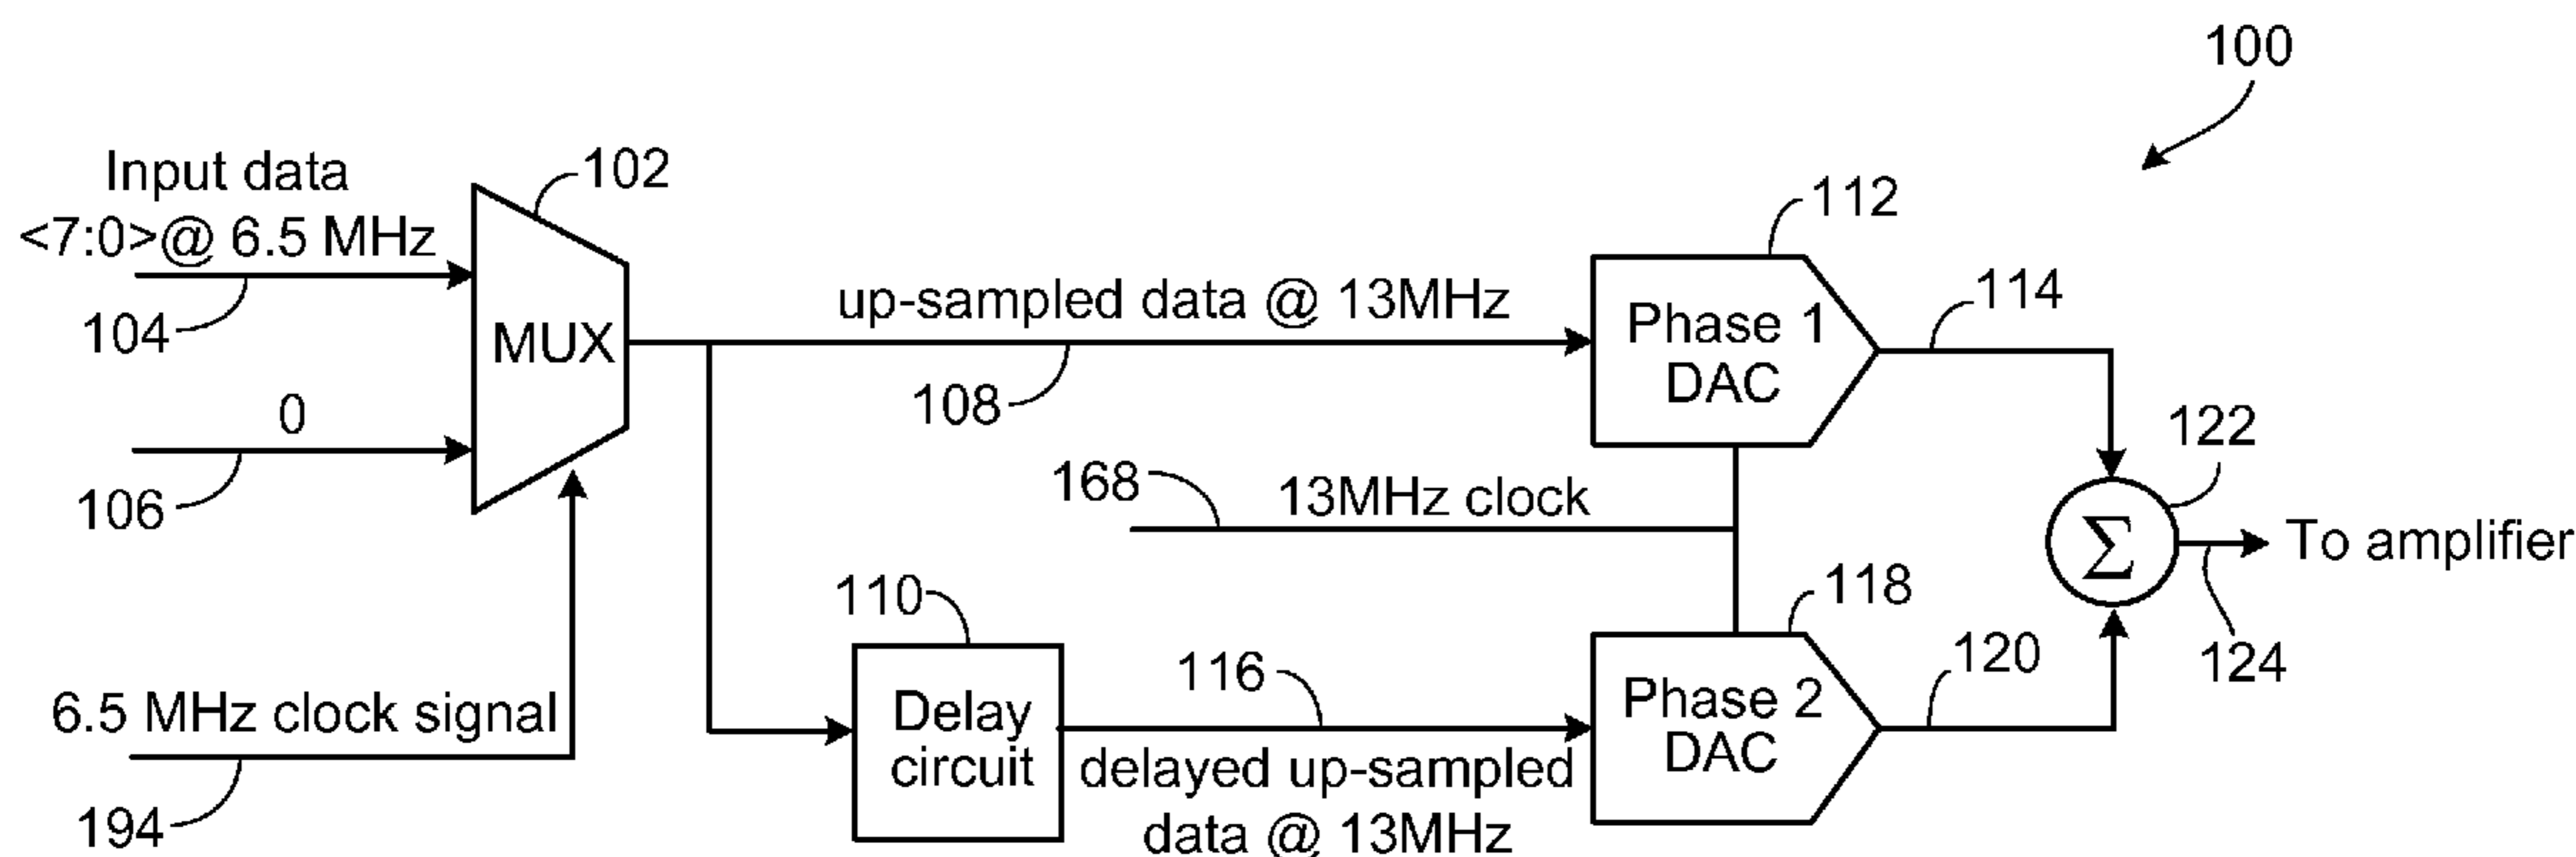 100
Input data
<7:0>@ 6.5 MHz
102
104
MUX
0
106
6.5 MHz clock signal
194
up-sampled data @ 13MHz
108
112
Phase 1
DAC
114
168
13MHz clock
122
Σ
To amplifier
124
110
Delay
circuit
116
delayed up-sampled
data @ 13MHz
118
Phase 2
DAC
120